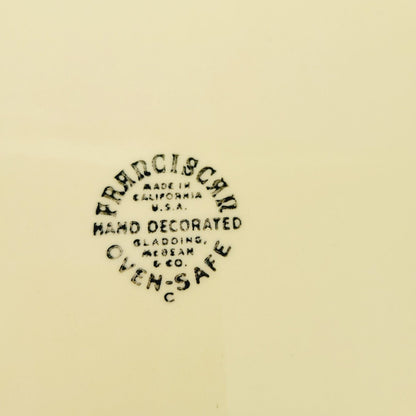 FRANCISCAN
MADE IN
CALIFORNIA
U.S.A.
HAND DECORATED
GLADDING,
McBEAN
& CO.
OVEN-SAFE
C